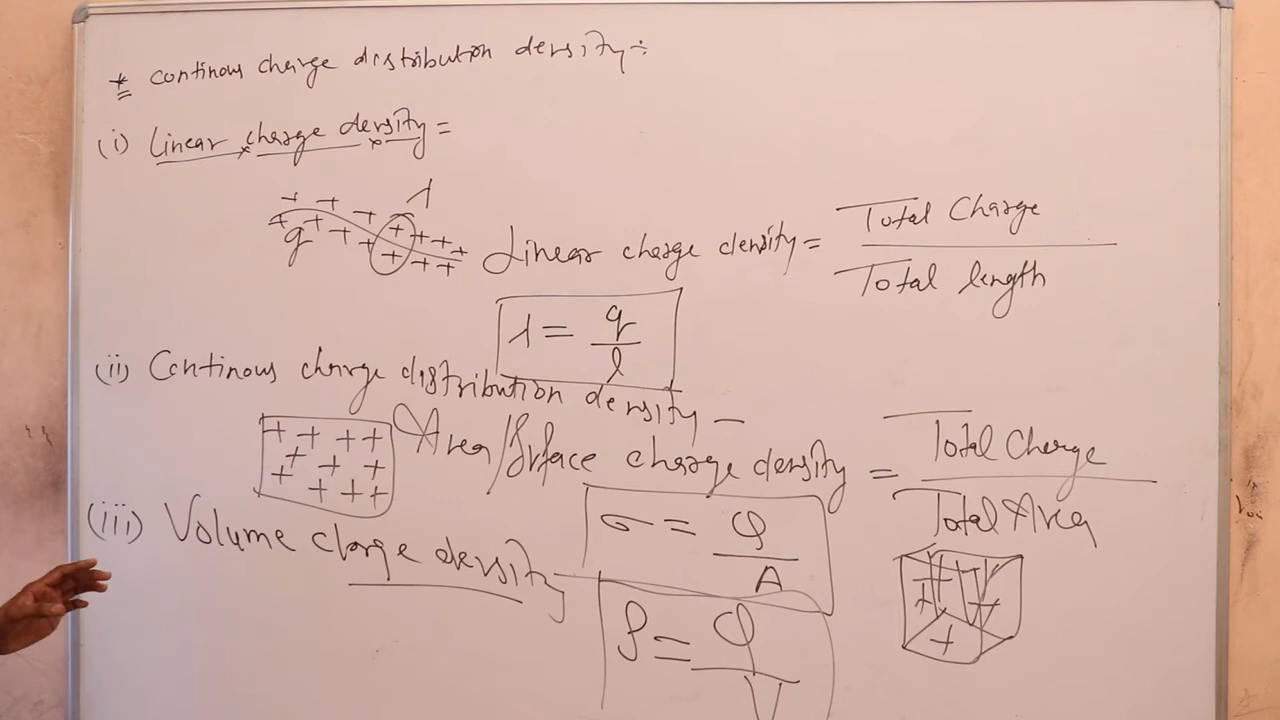 * continous charge distribution density÷
(i) Linear charge density =
+ + + λ
+ + + + + + + + + +
q + + +
Linear charge density = Total Charge / Total length
λ = q / l
(ii) Continous charge distribution density –
+ + + +
+ + +
+ + + + +
Area/Surface charge density = Total Charge / Total Area
σ = Q / A
(iii) Volume charge density
ρ = Q / V